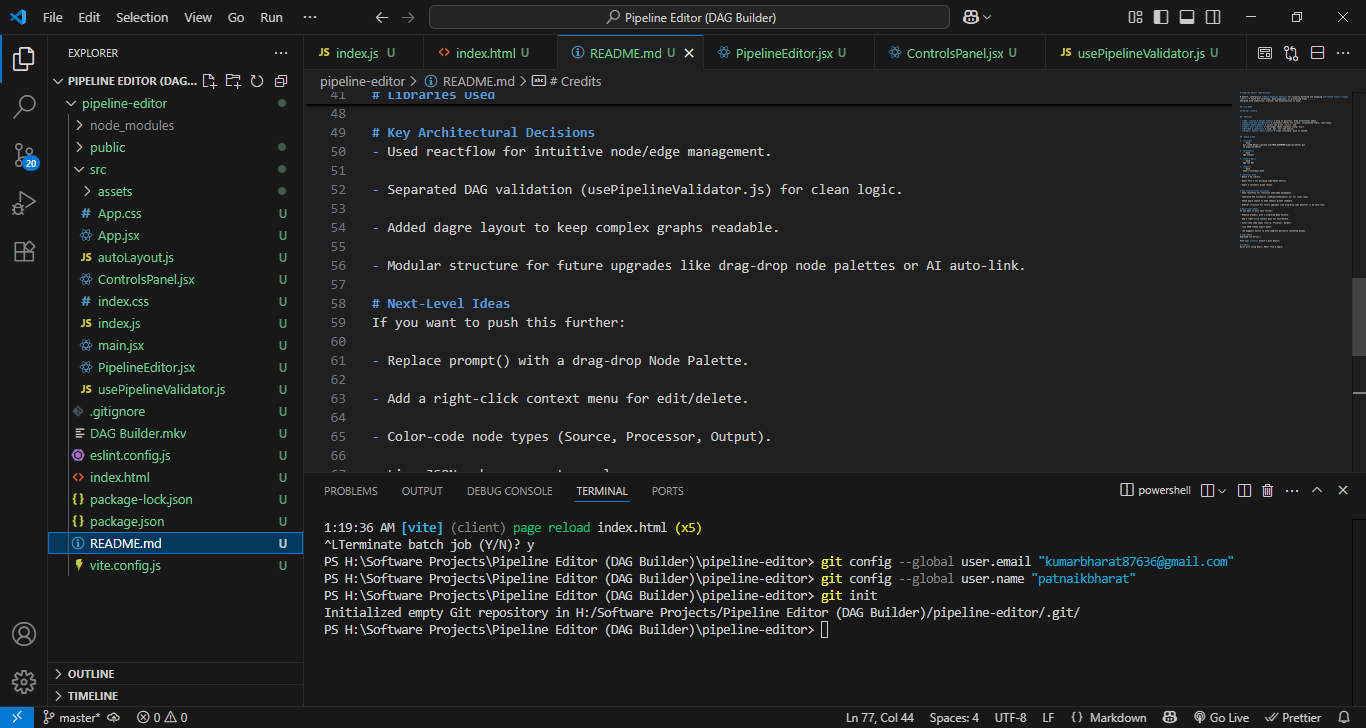 File Edit Selection View Go Run ··· Pipeline Editor (DAG Builder)
EXPLORER ···
PIPELINE EDITOR (DAG...
pipeline-editor
node_modules
public
src
assets
# App.css U
App.jsx U
JS autoLayout.js U
ControlsPanel.jsx U
# index.css U
JS index.js U
main.jsx U
PipelineEditor.jsx U
JS usePipelineValidator.js U
.gitignore U
DAG Builder.mkv U
eslint.config.js U
<> index.html U
{} package-lock.json U
{} package.json U
README.md U
vite.config.js U
OUTLINE
TIMELINE
20
JS index.js U <> index.html U README.md U PipelineEditor.jsx U ControlsPanel.jsx U JS usePipelineValidator.js U ···
pipeline-editor > README.md > # Credits
41 # Libraries Used
48
49 # Key Architectural Decisions
50 - Used reactflow for intuitive node/edge management.
51
52 - Separated DAG validation (usePipelineValidator.js) for clean logic.
53
54 - Added dagre layout to keep complex graphs readable.
55
56 - Modular structure for future upgrades like drag-drop node palettes or AI auto-link.
57
58 # Next-Level Ideas
59 If you want to push this further:
60
61 - Replace prompt() with a drag-drop Node Palette.
62
63 - Add a right-click context menu for edit/delete.
64
65 - Color-code node types (Source, Processor, Output).
66
PROBLEMS OUTPUT DEBUG CONSOLE TERMINAL PORTS powershell ···
1:19:36 AM [vite] (client) page reload index.html (x5)
^LTerminate batch job (Y/N)? y
PS H:\Software Projects\Pipeline Editor (DAG Builder)\pipeline-editor> git config --global user.email "kumarbharat87636@gmail.com"
PS H:\Software Projects\Pipeline Editor (DAG Builder)\pipeline-editor> git config --global user.name "patnaikbharat"
PS H:\Software Projects\Pipeline Editor (DAG Builder)\pipeline-editor> git init
Initialized empty Git repository in H:/Software Projects/Pipeline Editor (DAG Builder)/pipeline-editor/.git/
PS H:\Software Projects\Pipeline Editor (DAG Builder)\pipeline-editor>
master* 0 0 Ln 77, Col 44 Spaces: 4 UTF-8 LF {} Markdown Go Live Prettier